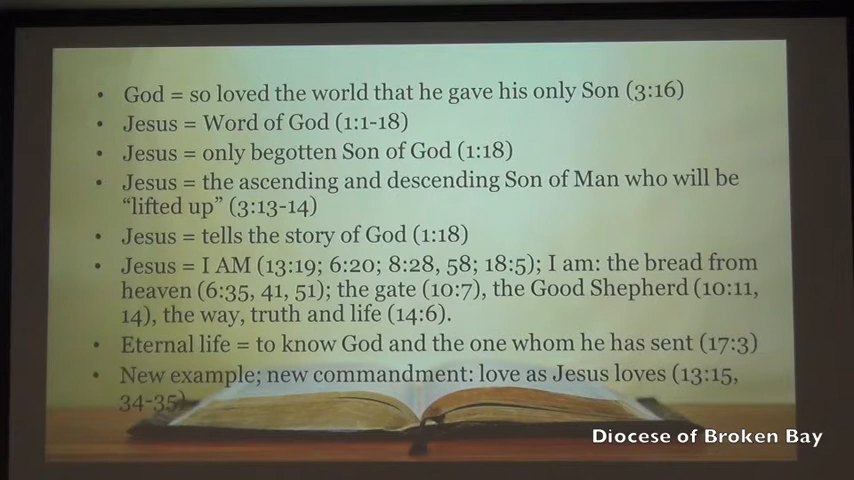 • God = so loved the world that he gave his only Son (3:16)
• Jesus = Word of God (1:1-18)
• Jesus = only begotten Son of God (1:18)
• Jesus = the ascending and descending Son of Man who will be
"lifted up" (3:13-14)
• Jesus = tells the story of God (1:18)
• Jesus = I AM (13:19; 6:20; 8:28, 58; 18:5); I am: the bread from
heaven (6:35, 41, 51); the gate (10:7), the Good Shepherd (10:11,
14), the way, truth and life (14:6).
• Eternal life = to know God and the one whom he has sent (17:3)
• New example; new commandment: love as Jesus loves (13:15,
34-35)
Diocese of Broken Bay